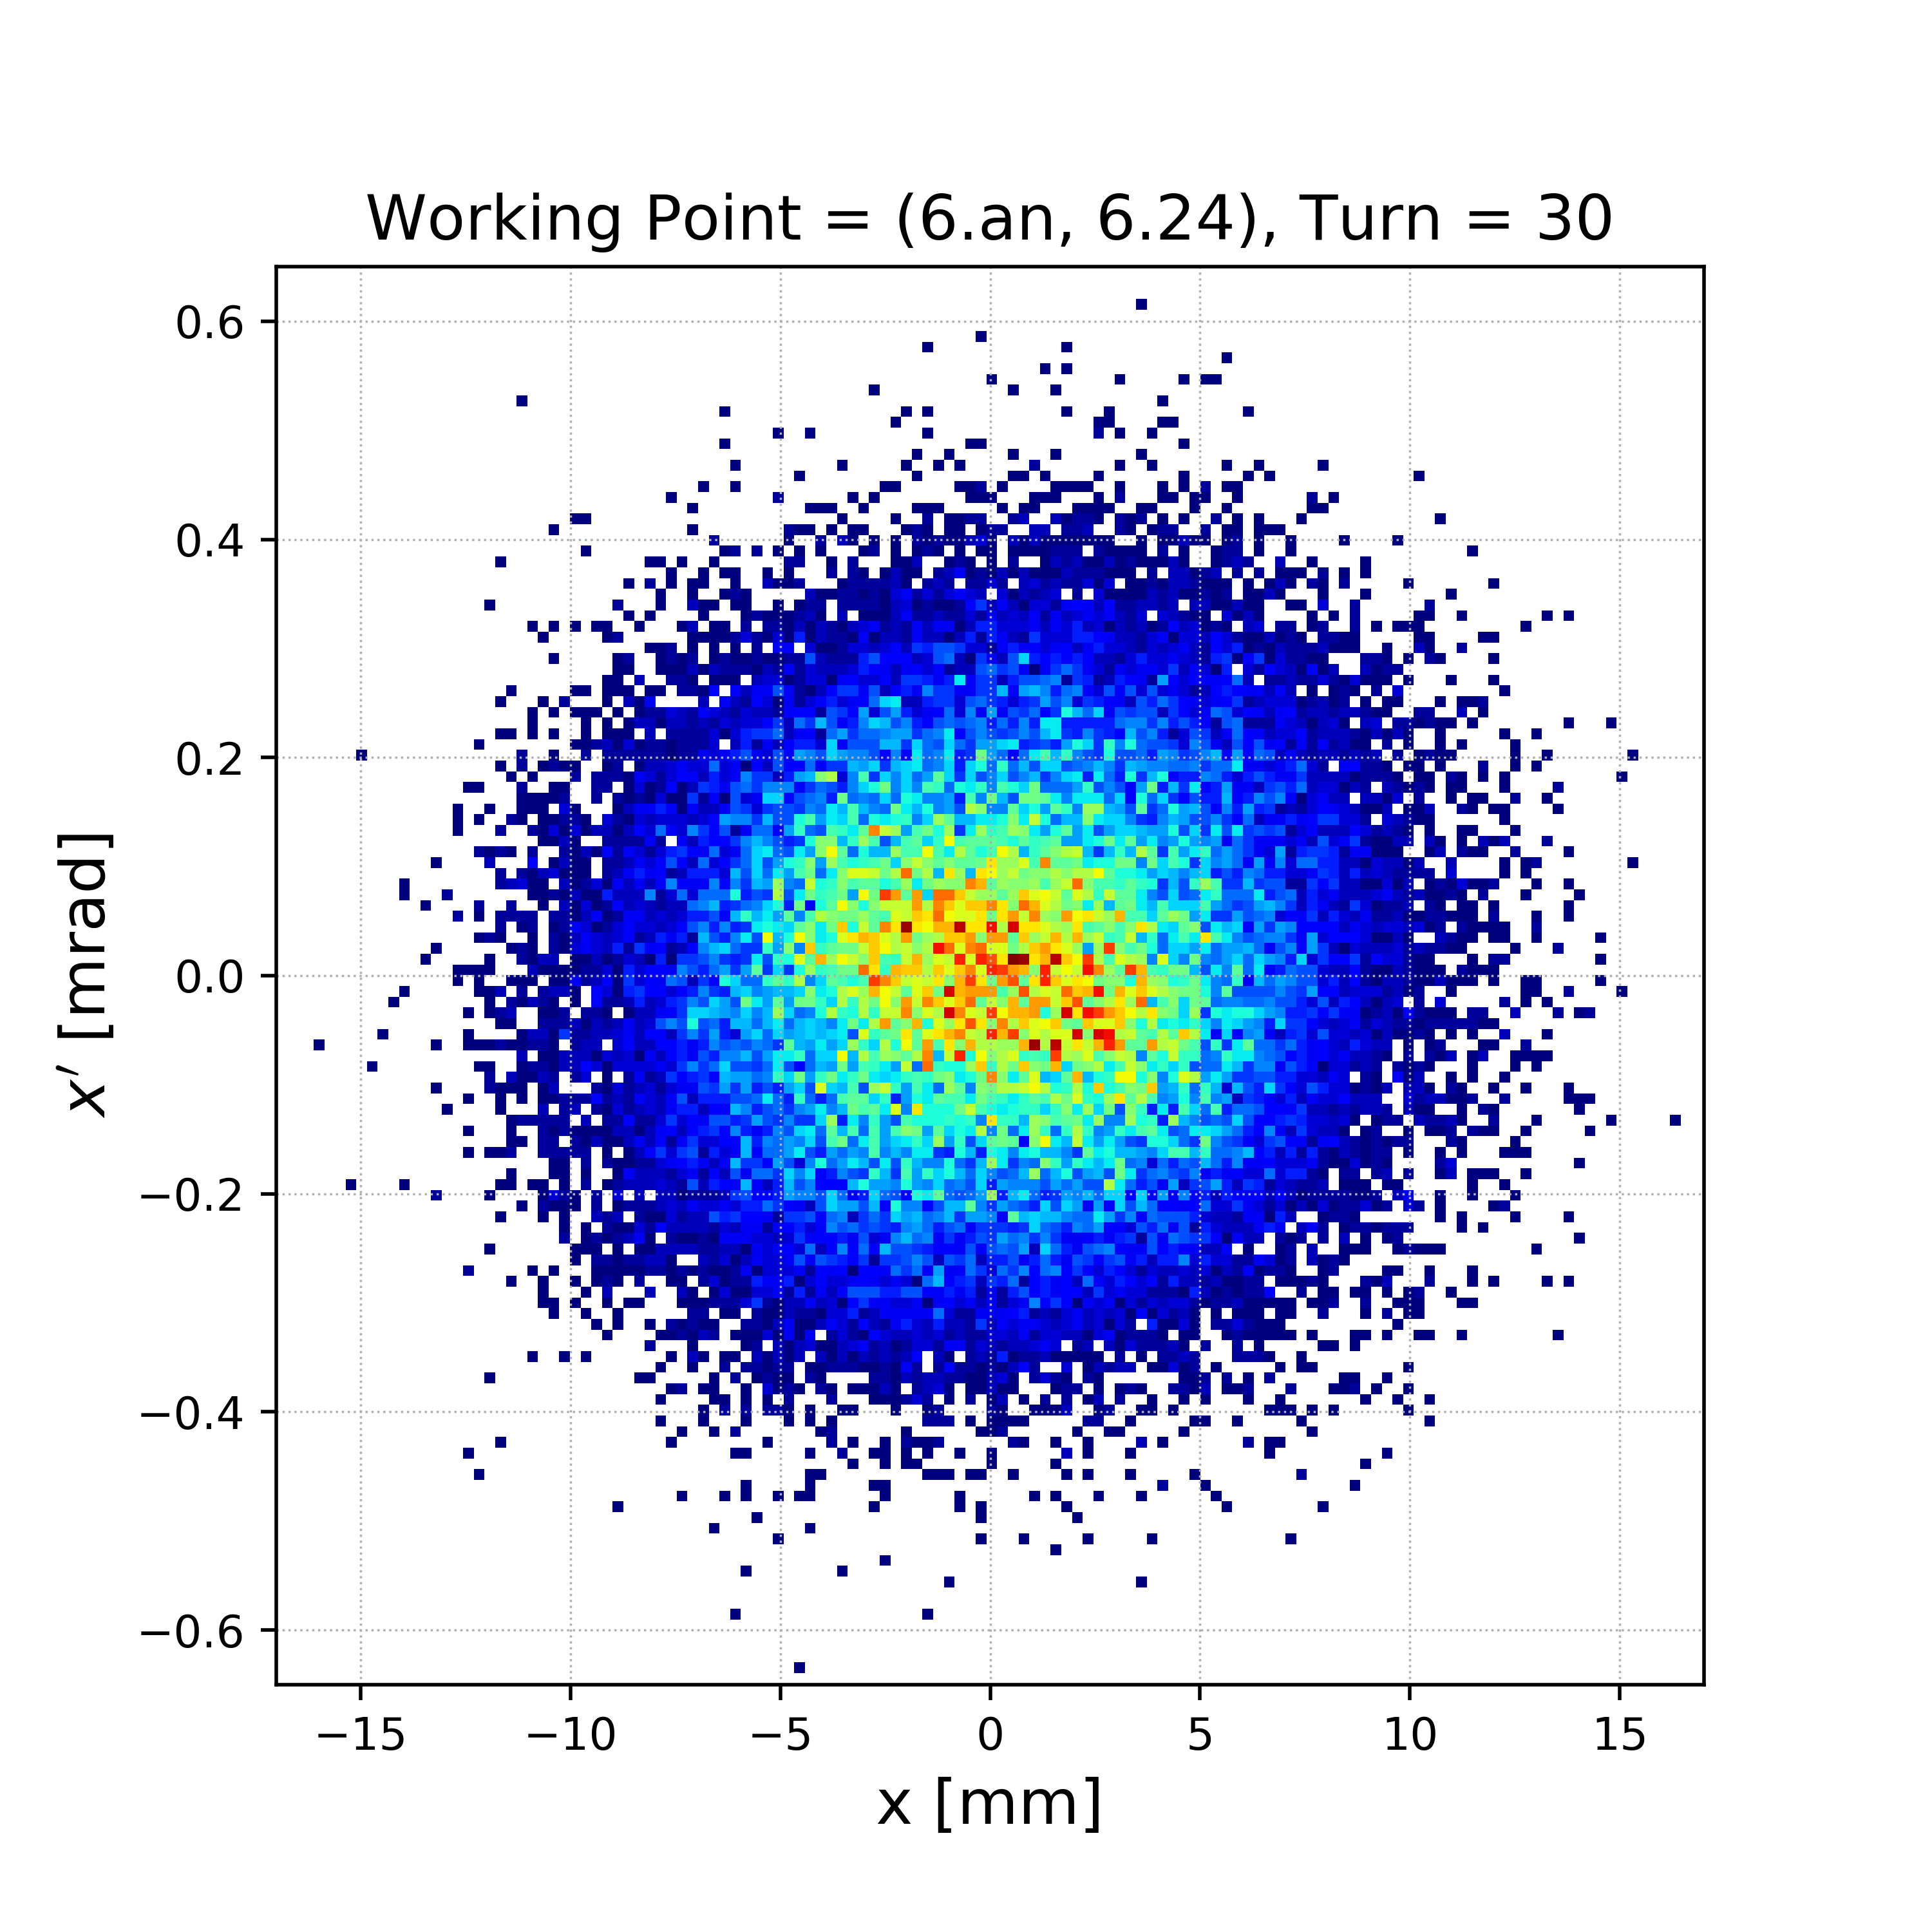 Working Point = (6.an, 6.24), Turn = 30
0.6
0.4
0.2
0.0
−0.2
−0.4
−0.6
x′ [mrad]
−15 −10 −5 0 5 10 15
x [mm]